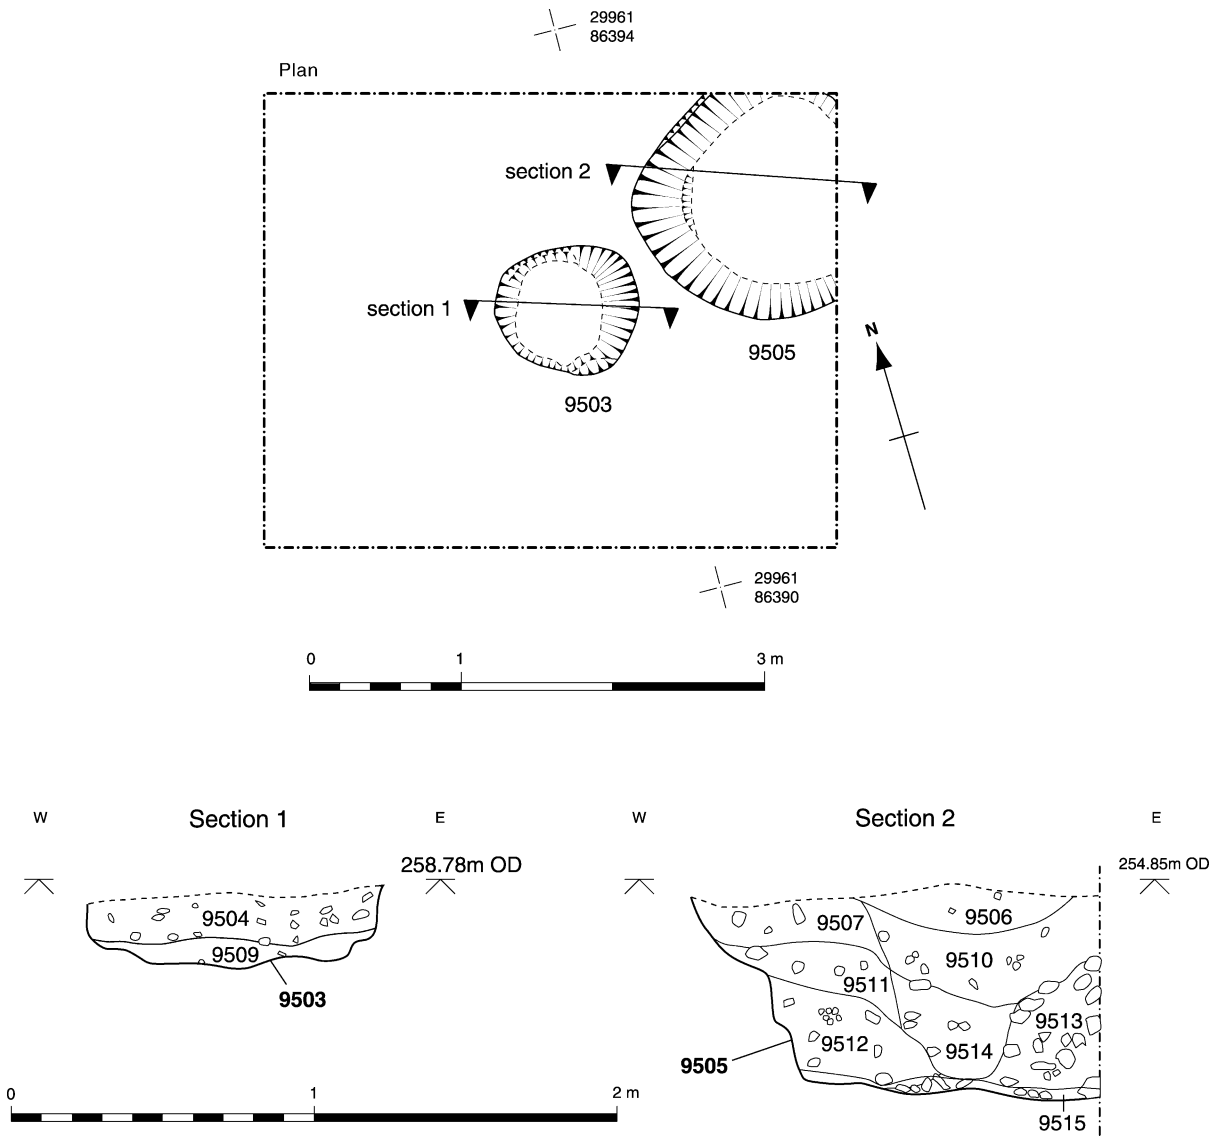 29961
86394
Plan
section 2
section 1
9505
9503
N
29961
86390
0 1 3 m
W Section 1 E
258.78m OD
9504
9509
9503
0 1 2 m
W Section 2 E
254.85m OD
9506
9507
9510
9511
9513
9512
9514
9505
9515